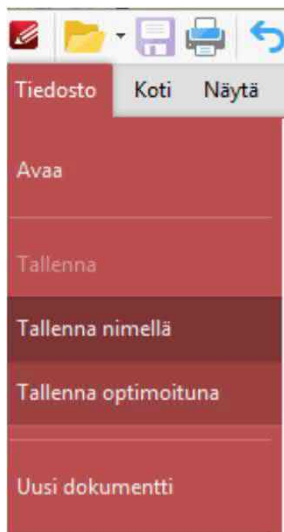 Tiedosto Koti Näytä
Avaa
Tallenna
Tallenna nimellä
Tallenna optimoituna
Uusi dokumentti